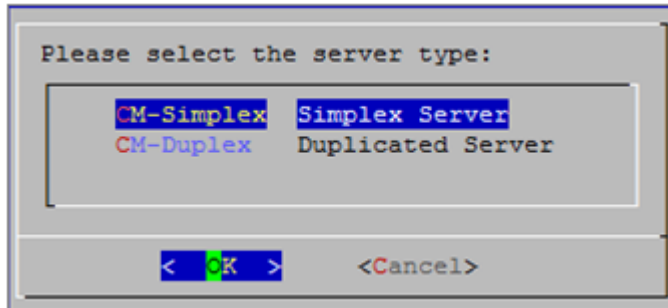 Please select the server type:
CM-Simplex Simplex Server
CM-Duplex Duplicated Server
< OK > <Cancel>